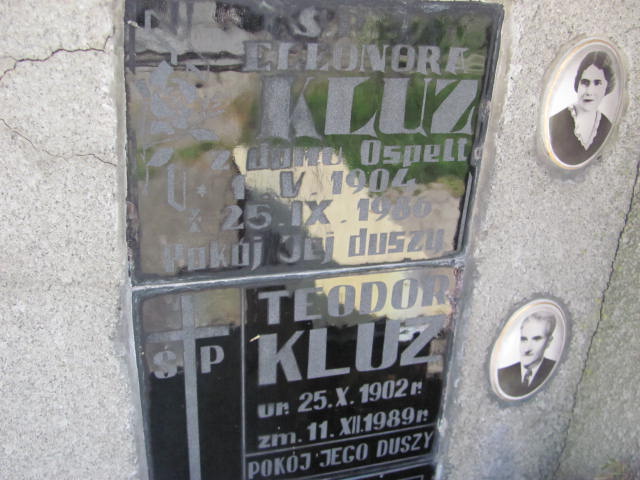 ELEONORA
KLUZ
z domu Ospelt
* 1 V. 1904
25.IX.1986
Pokój Jej duszy
Ś P
TEODOR
KLUZ
ur. 25.X.1902 r.
zm. 11.XII.1989 r.
POKÓJ JEGO DUSZY